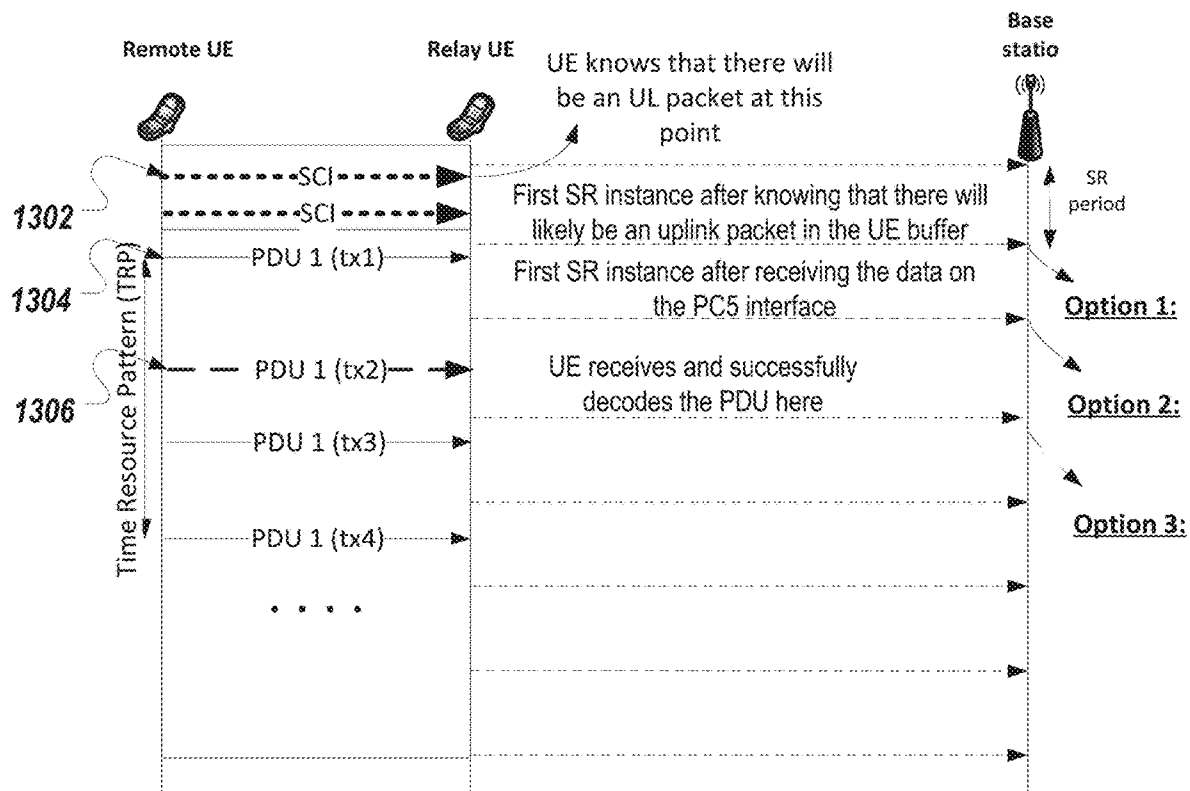 Remote UE
Relay UE
Base
statio
UE knows that there will
be an UL packet at this
point
SCI
SCI
1302
SR
period
First SR instance after knowing that there will
likely be an uplink packet in the UE buffer
PDU 1 (tx1)
1304
First SR instance after receiving the data on
the PC5 interface
Option 1:
Time Resource Pattern (TRP)
PDU 1 (tx2)
UE receives and successfully
decodes the PDU here
1306
Option 2:
PDU 1 (tx3)
Option 3:
PDU 1 (tx4)
. . . .